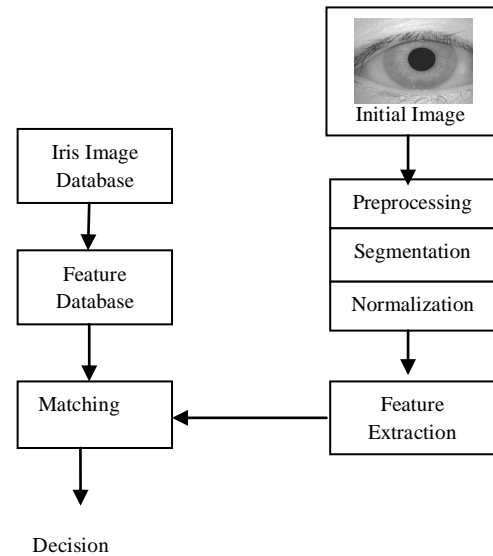 Initial Image
Iris Image
Database
Preprocessing
Segmentation
Feature
Database
Normalization
Matching
Feature
Extraction
Decision